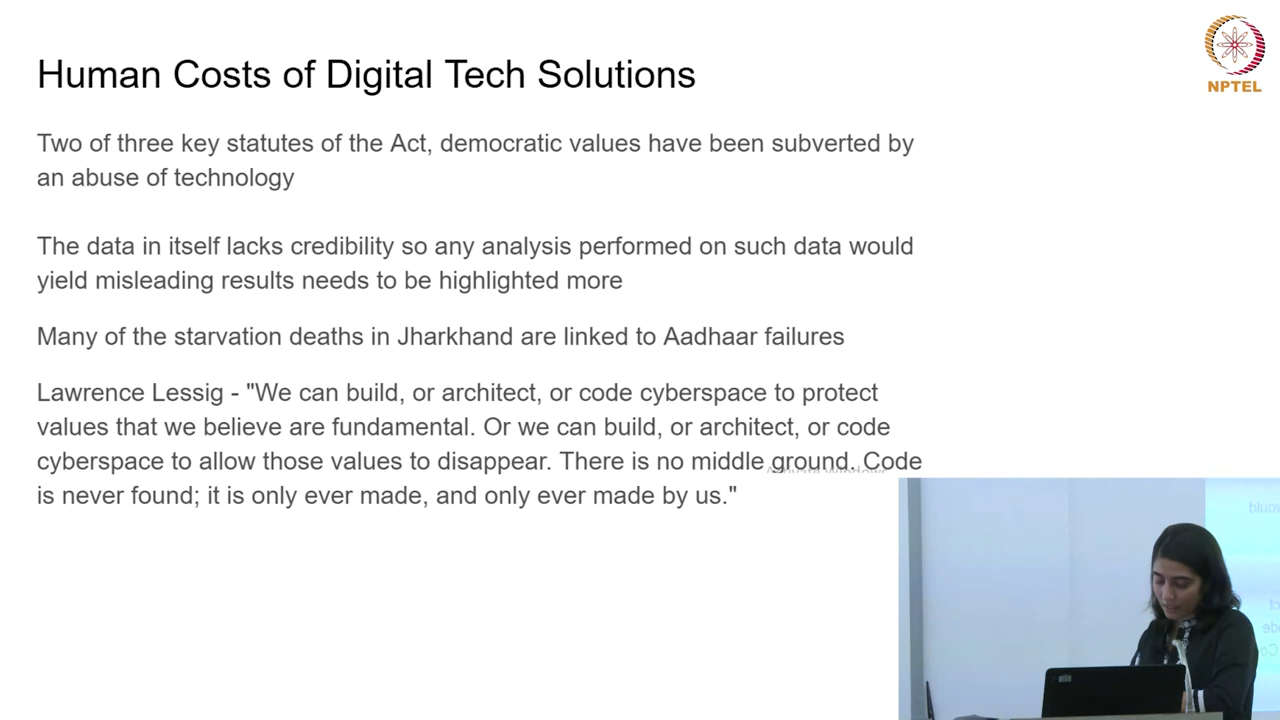 NPTEL
Human Costs of Digital Tech Solutions
Two of three key statutes of the Act, democratic values have been subverted by
an abuse of technology
The data in itself lacks credibility so any analysis performed on such data would
yield misleading results needs to be highlighted more
Many of the starvation deaths in Jharkhand are linked to Aadhaar failures
Lawrence Lessig - "We can build, or architect, or code cyberspace to protect
values that we believe are fundamental. Or we can build, or architect, or code
cyberspace to allow those values to disappear. There is no middle ground. Code
is never found; it is only ever made, and only ever made by us."